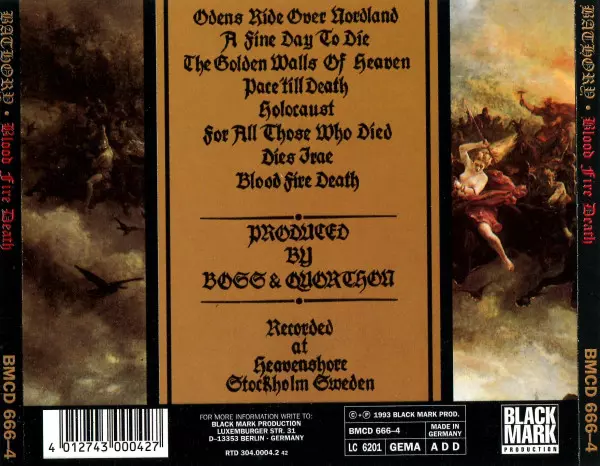 BATHORY • Blood Fire Death
BMCD 666–4
Odens Ride Over Nordland
A Fine Day To Die
The Golden Walls Of Heaven
Pace 'till Death
Holocaust
For All Those Who Died
Dies Irae
Blood Fire Death
PRODUCED
BY
BOSS & QUORTHON
Recorded
at
Heavenshore
Stockholm Sweden
4 012743 000427
FOR MORE INFORMATION WRITE TO:
BLACK MARK PRODUCTION
LUXEMBURGER STR. 31
D–13353 BERLIN · GERMANY
RTD 304.0004.2 42
© + ℗ 1993 BLACK MARK PROD.
BMCD 666–4
MADE IN
GERMANY
LC 6201
GEMA
A D D
BLACK
MARK
PRODUCTION
BATHORY • Blood Fire Death
BMCD 666–4